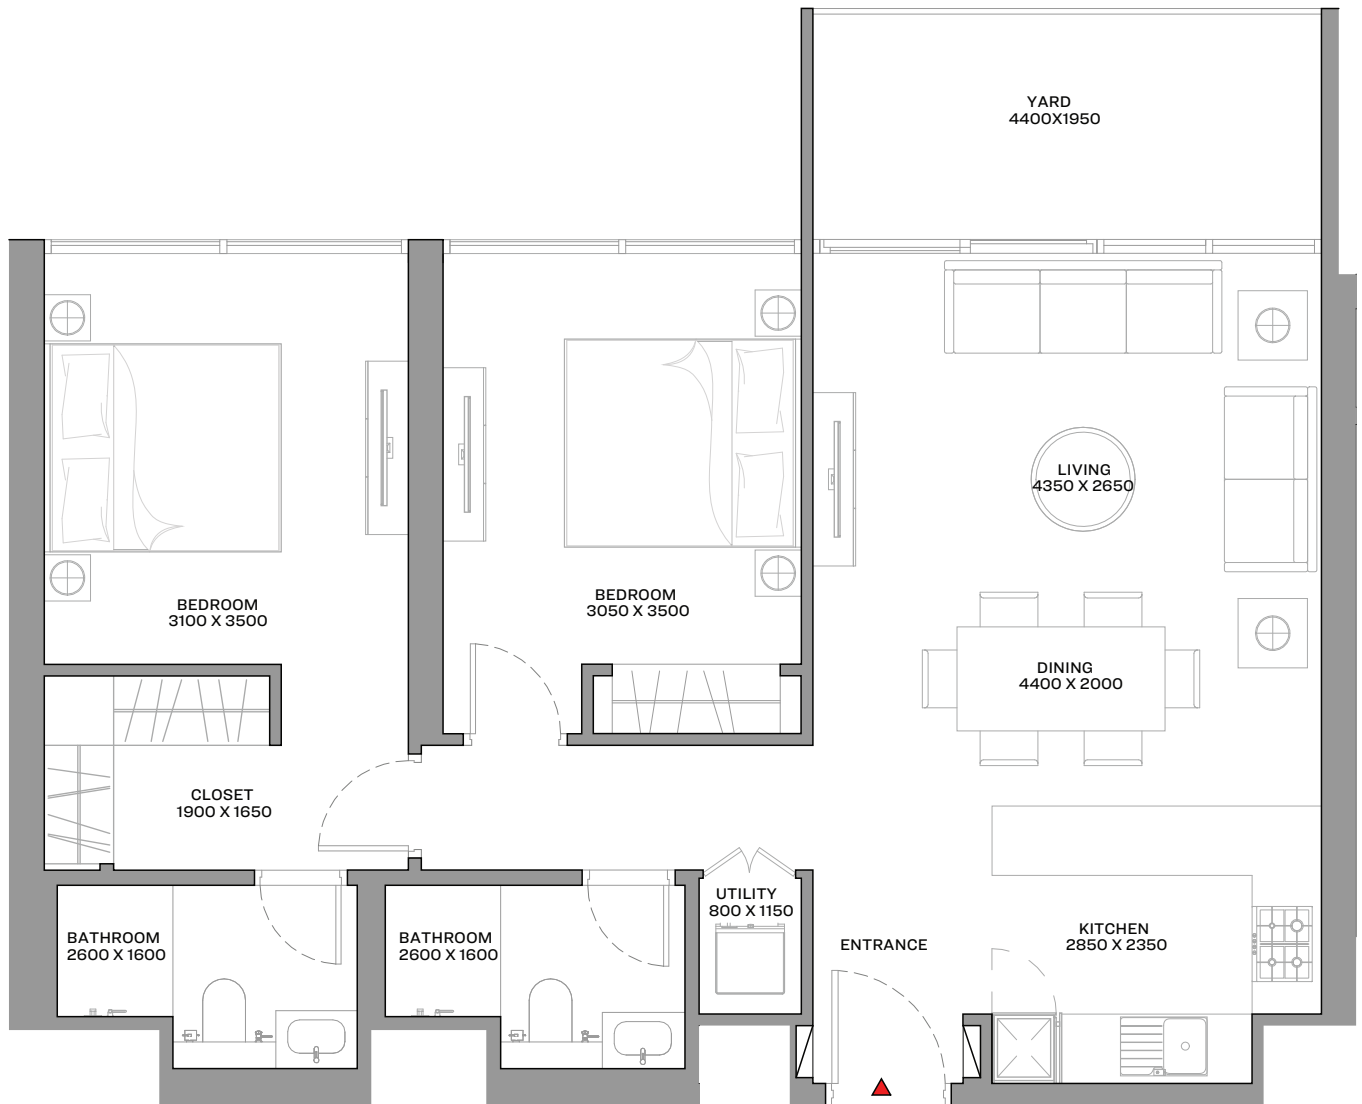 YARD
4400X1950
LIVING
4350 X 2650
BEDROOM
3100 X 3500
BEDROOM
3050 X 3500
DINING
4400 X 2000
CLOSET
1900 X 1650
UTILITY
800 X 1150
BATHROOM
2600 X 1600
BATHROOM
2600 X 1600
ENTRANCE
KITCHEN
2850 X 2350